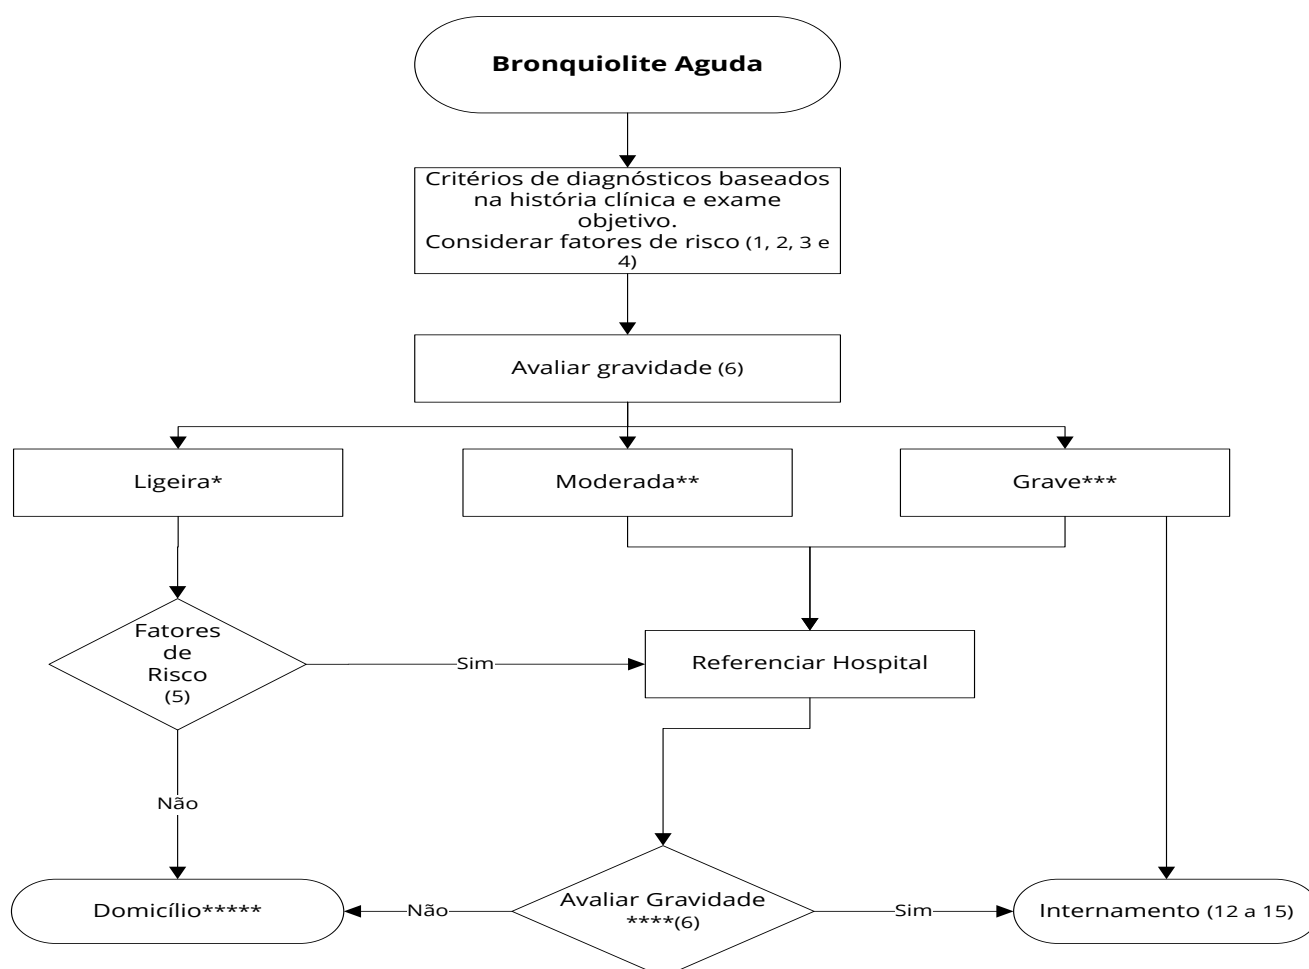 Bronquiolite Aguda
Critérios de diagnósticos baseados
na história clínica e exame
objetivo.
Considerar fatores de risco (1, 2, 3 e
4)
Avaliar gravidade (6)
Ligeira*
Moderada**
Grave***
Fatores
de
Risco
(5)
Sim
Referenciar Hospital
Não
Domicílio*****
Não
Avaliar Gravidade
****(6)
Sim
Internamento (12 a 15)